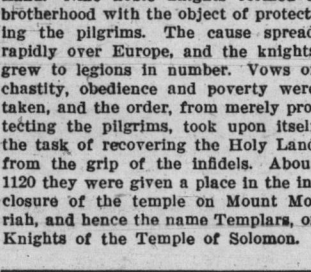 brotherhood with the object of protect-
ing the pilgrims. The cause spread
rapidly over Europe, and the knights
grew to legions in number. Vows o
chastity, obedience and poverty were
taken, and the order, from merely pro
tecting the pilgrims, took upon itsel
the task of recovering the Holy Land
from the grip of the infidels. Abou
1120 they were given a place in the in
closure of the temple on Mount Mo
riah, and hence the name Templars, o
Knights of the Temple of Solomon.